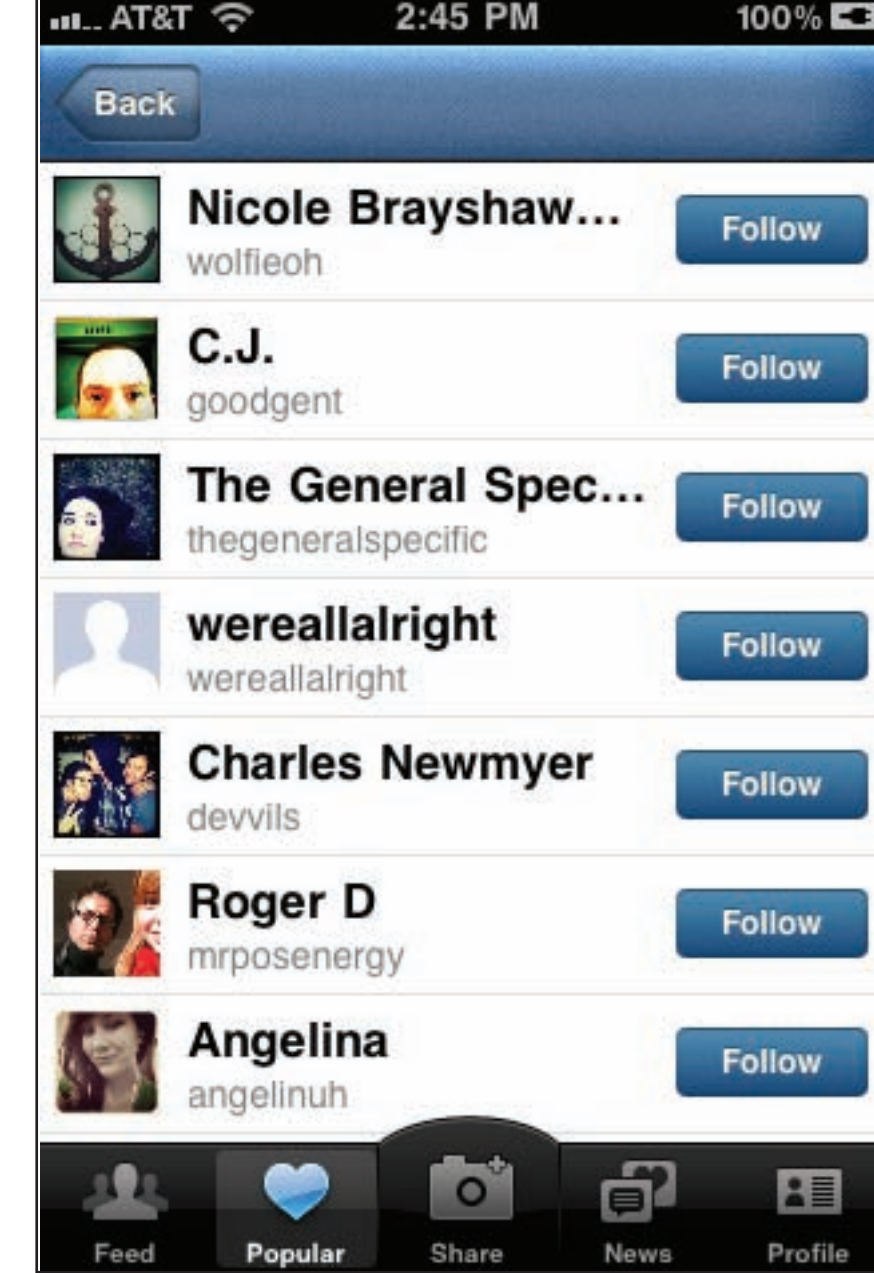 AT&T 2:45 PM 100%
Back
Nicole Brayshaw...
wolfieoh
Follow
C.J.
goodgent
Follow
The General Spec...
thegeneralspecific
Follow
wereallalright
wereallalright
Follow
Charles Newmyer
devvils
Follow
Roger D
mrposenergy
Follow
Angelina
angelinuh
Follow
Feed Popular Share News Profile